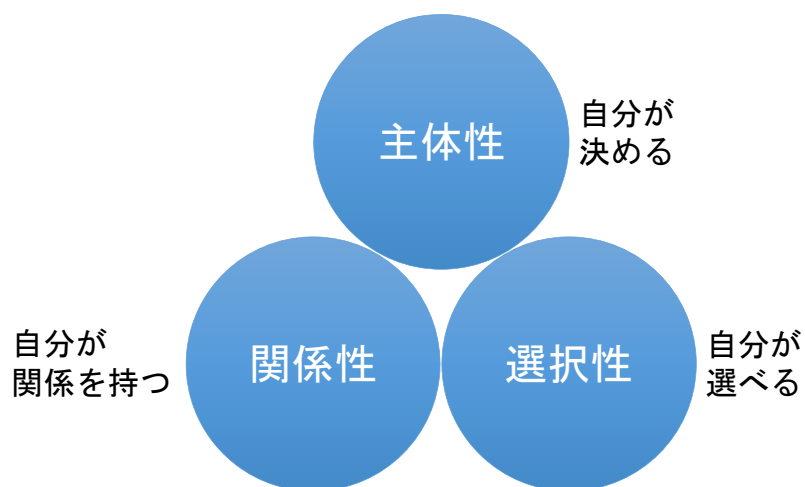 主体性
自分が
決める
自分が
関係を持つ
関係性
選択性
自分が
選べる